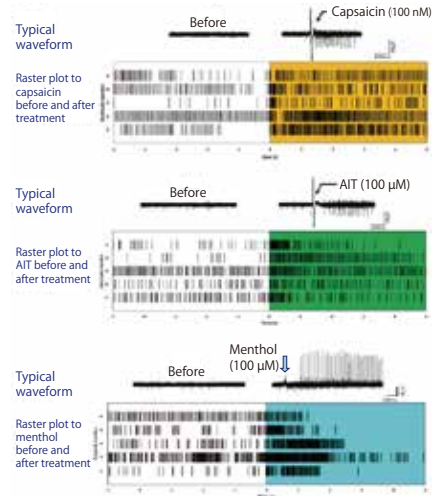 Capsaicin (100 nM)
Typical
waveform
Before
Raster plot to
capsaicin
before and after
treatment
Typical
waveform
Before
AIT (100 µM)
Raster plot to
AIT before and
after treatment
Menthol
(100 µM)
Typical
waveform
Before
Raster plot to
menthol
before and
after treatment